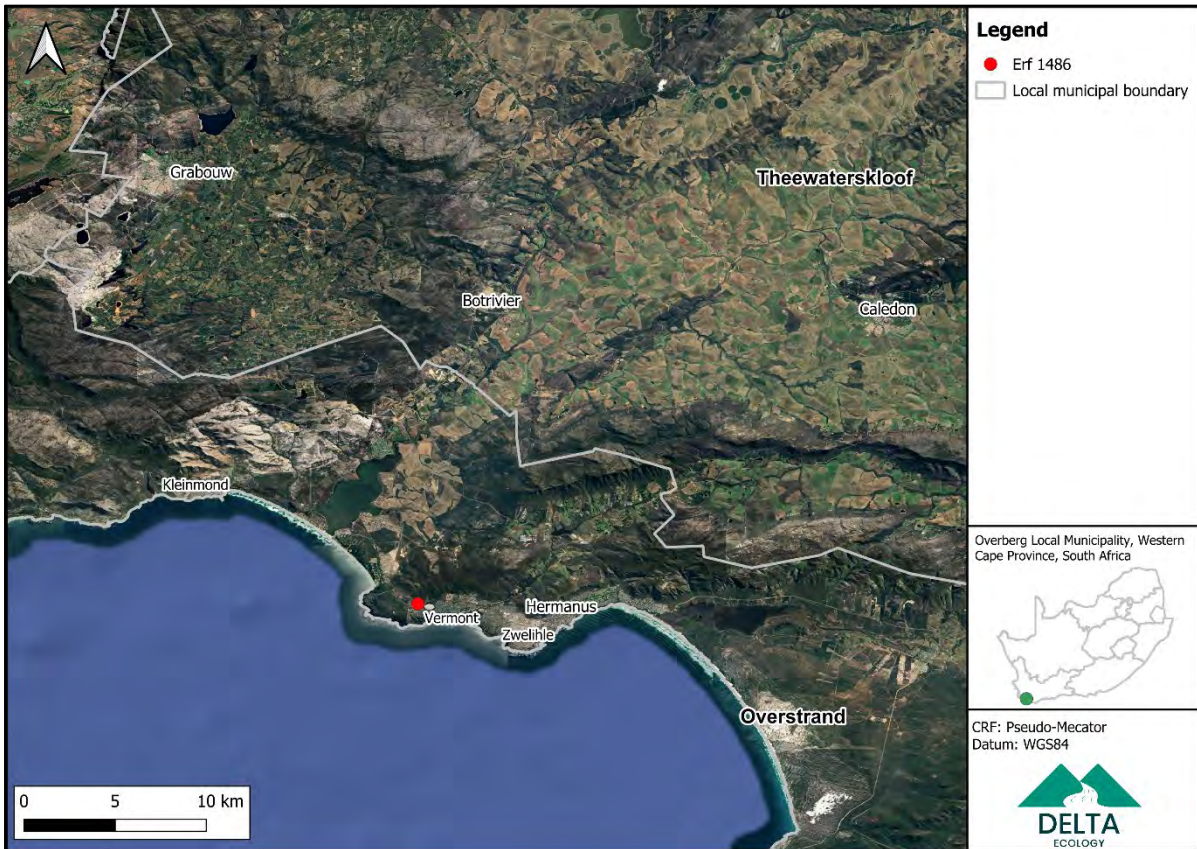 Grabouw
Theewaterskloof
Botrivier
Caledon
Kleinmond
Hermanus
Vermont
Zwelihle
Overstrand
0 5 10 km
Legend
Erf 1486
Local municipal boundary
Overberg Local Municipality, Western
Cape Province, South Africa
CRF: Pseudo-Mecator
Datum: WGS84
DELTA
ECOLOGY